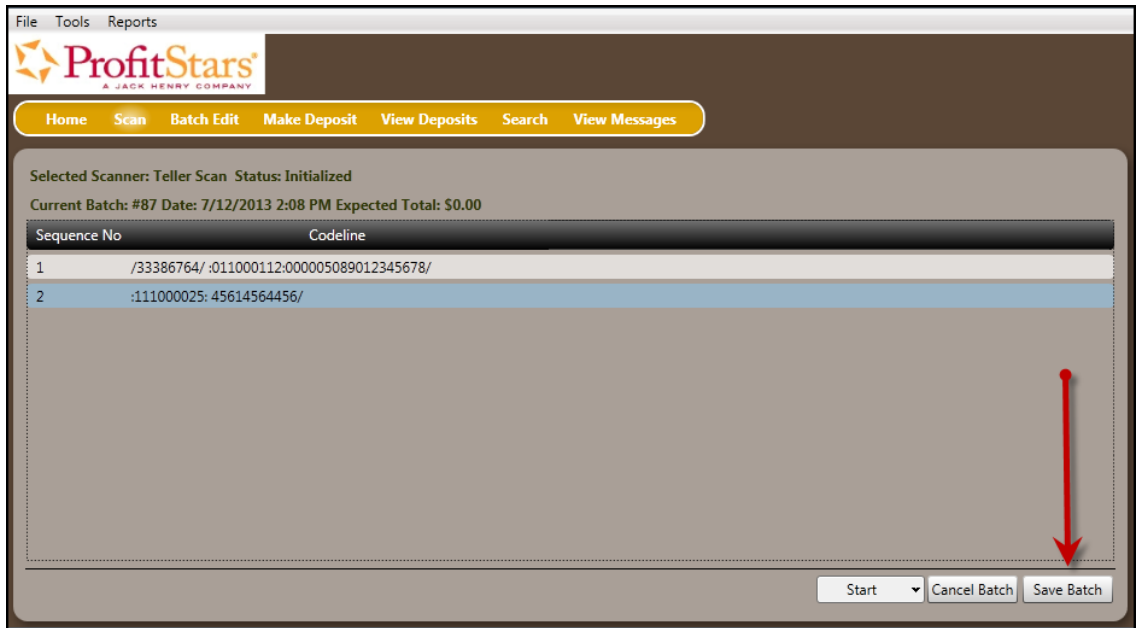 File Tools Reports
ProfitStars
A JACK HENRY COMPANY
Home Scan Batch Edit Make Deposit View Deposits Search View Messages
Selected Scanner: Teller Scan Status: Initialized
Current Batch: #87 Date: 7/12/2013 2:08 PM Expected Total: $0.00
Sequence No Codeline
1 /33386764/ :011000112:000005089012345678/
2 :111000025: 45614564456/
Start Cancel Batch Save Batch